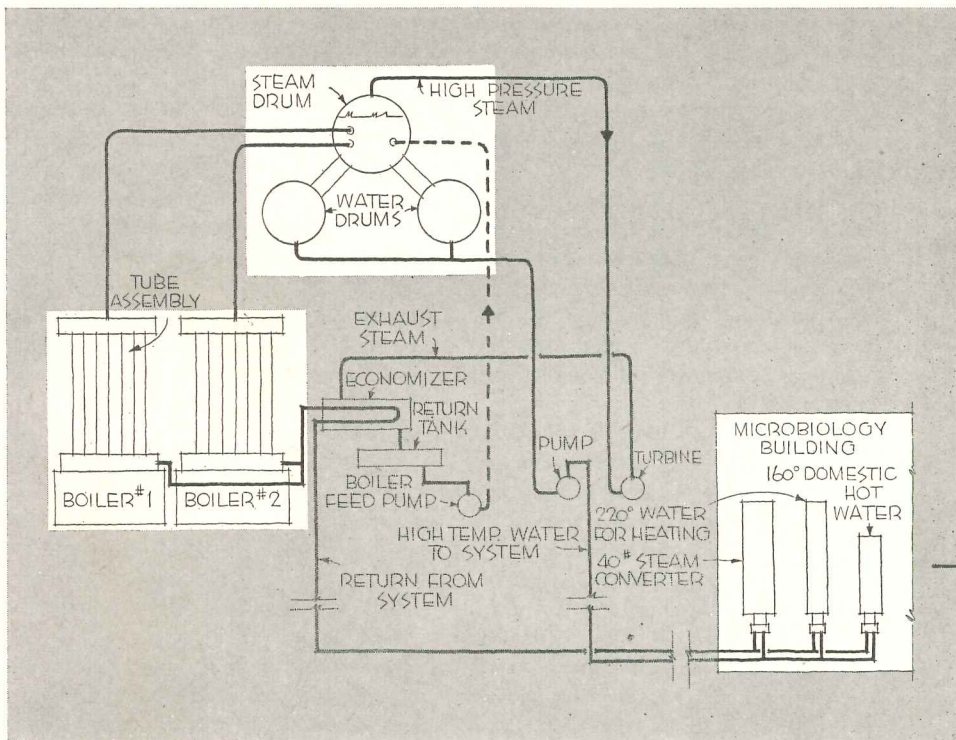 STEAM
DRUM
HIGH PRESSURE
STEAM
WATER
DRUMS
TUBE
ASSEMBLY
EXHAUST
STEAM
ECONOMIZER
RETURN
TANK
BOILER
FEED PUMP
PUMP
TURBINE
BOILER #1
BOILER #2
HIGH TEMP. WATER
TO SYSTEM
RETURN FROM
SYSTEM
MICROBIOLOGY
BUILDING
160° DOMESTIC
HOT
WATER
220° WATER
FOR HEATING
40# STEAM
CONVERTER